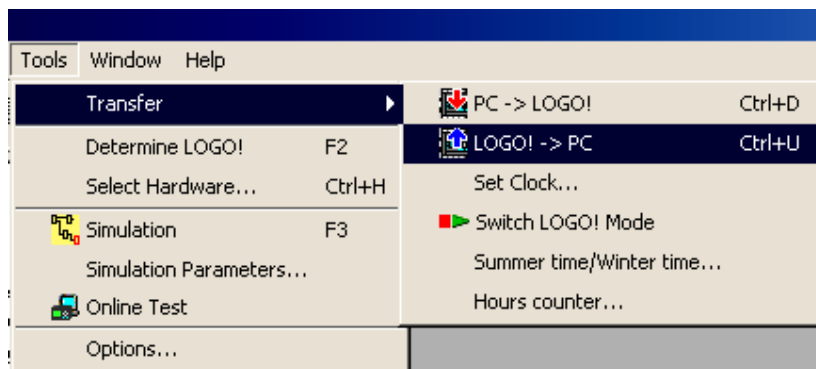 Tools Window Help
Transfer
Determine LOGO! F2
Select Hardware... Ctrl+H
Simulation F3
Simulation Parameters...
Online Test
Options...
PC -> LOGO! Ctrl+D
LOGO! -> PC Ctrl+U
Set Clock...
Switch LOGO! Mode
Summer time/Winter time...
Hours counter...